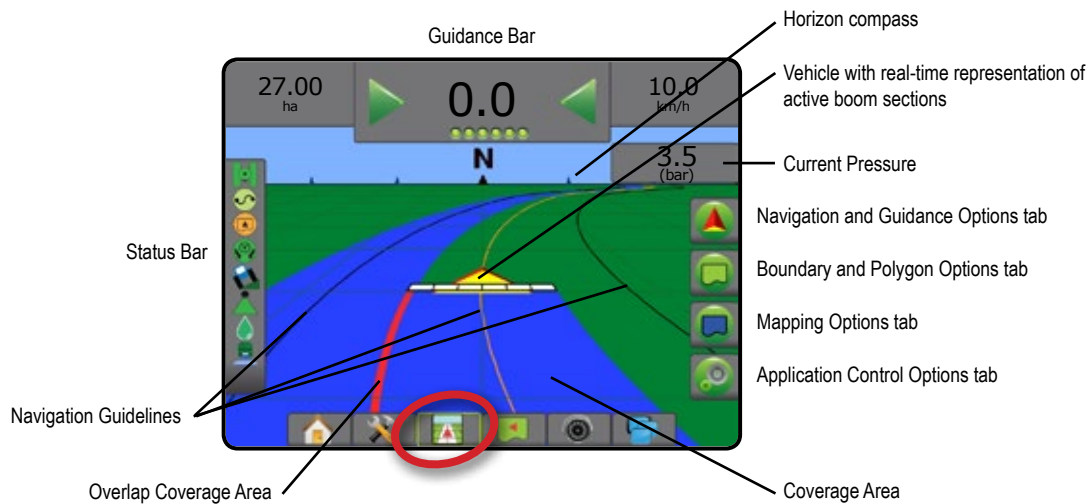 Horizon compass
Guidance Bar
Vehicle with real-time representation of
active boom sections
27.00
ha
0.0
10.0
km/h
N
3.5
(bar)
Current Pressure
Navigation and Guidance Options tab
Status Bar
Boundary and Polygon Options tab
Mapping Options tab
Application Control Options tab
Navigation Guidelines
Overlap Coverage Area
Coverage Area